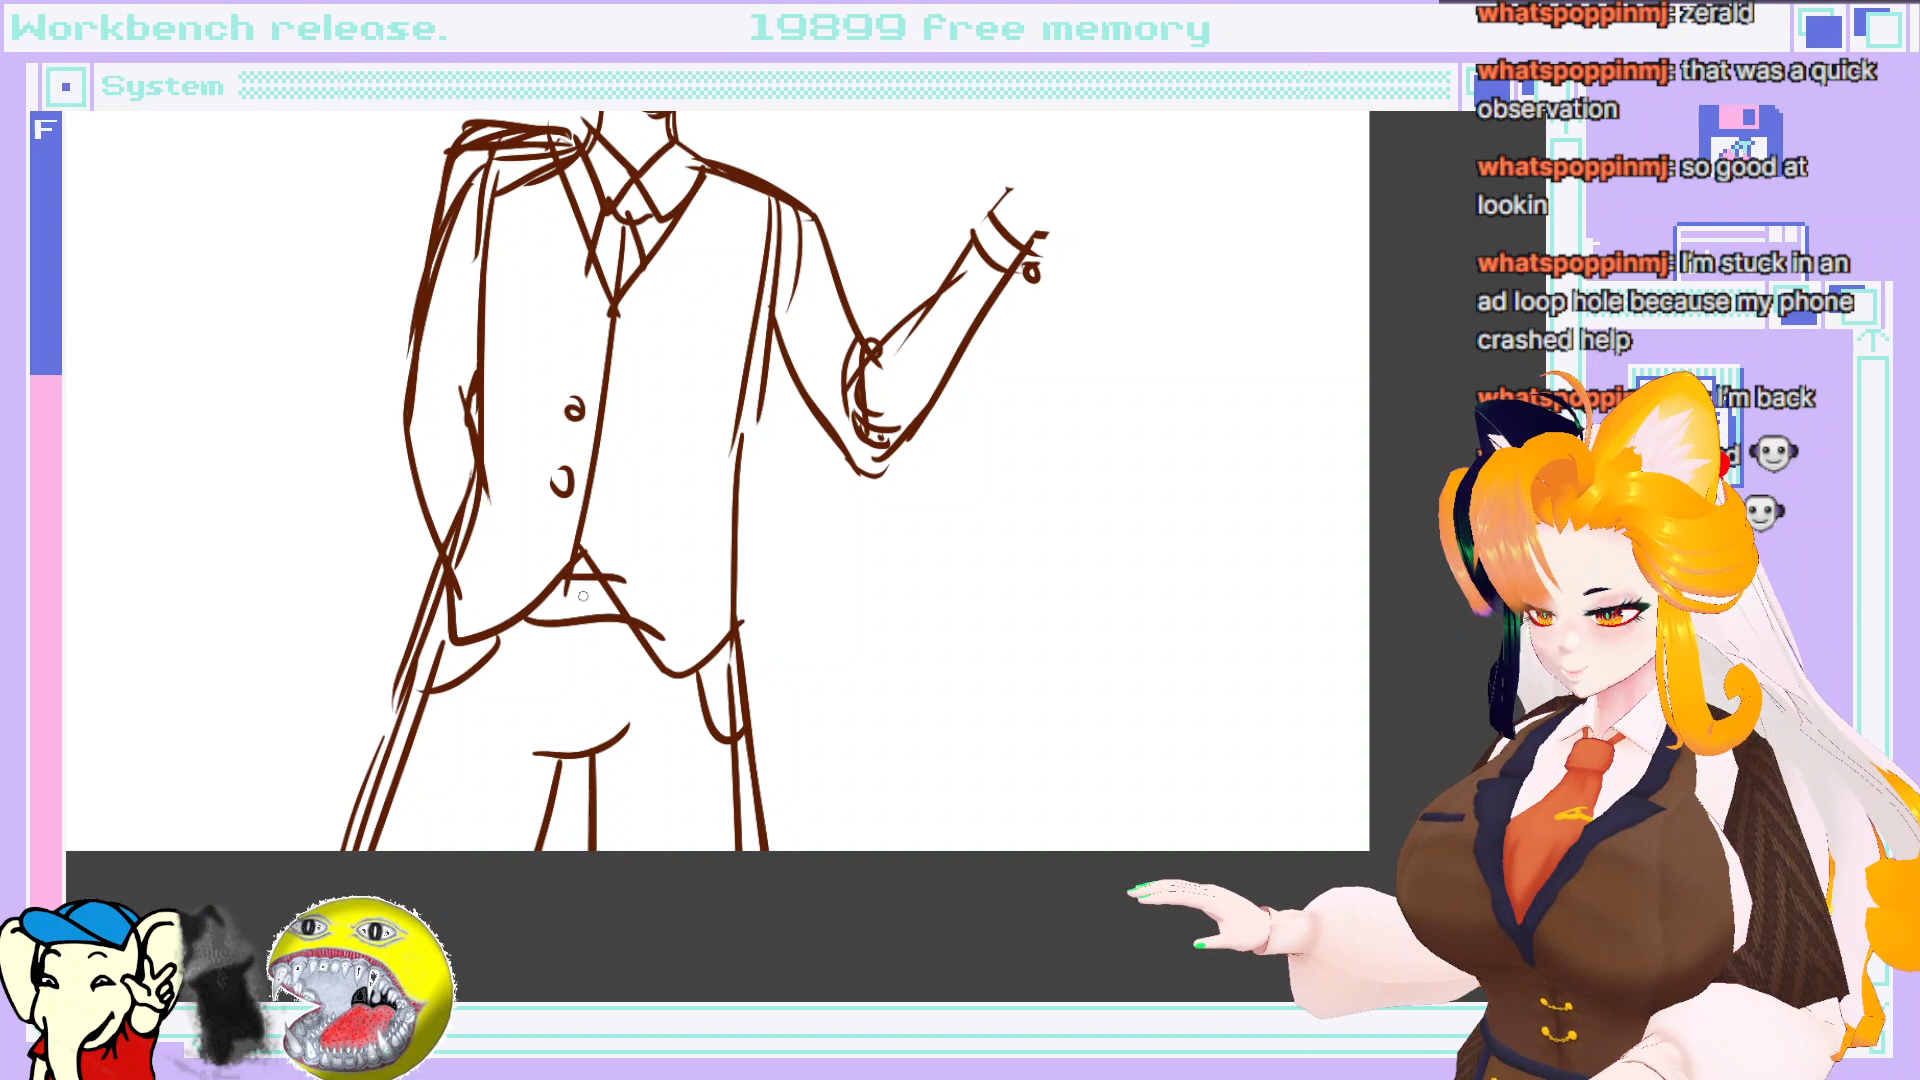 Workbench release.
19899 free memory
System
F
whatspoppinmj: zerald
whatspoppinmj: that was a quick
observation
whatspoppinmj: so good at
lookin
whatspoppinmj: I'm stuck in an
ad loop hole because my phone
crashed help
whatspoppi I'm back